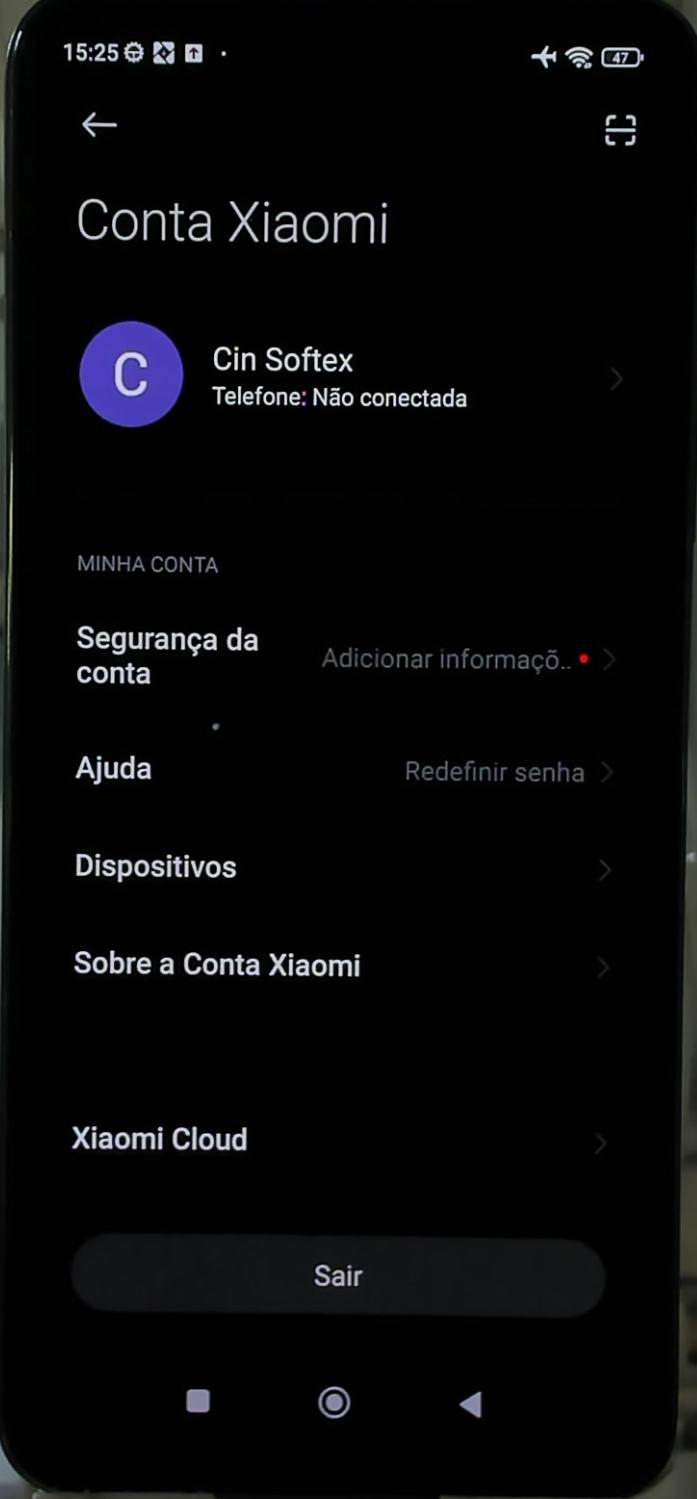 15:25
47
Conta Xiaomi
C
Cin Softex
Telefone: Não conectada
MINHA CONTA
Segurança da
conta
Adicionar informaçõ..
Ajuda
Redefinir senha
Dispositivos
Sobre a Conta Xiaomi
Xiaomi Cloud
Sair